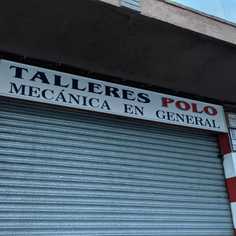 TALLERES POLO
MECÁNICA EN GENERAL